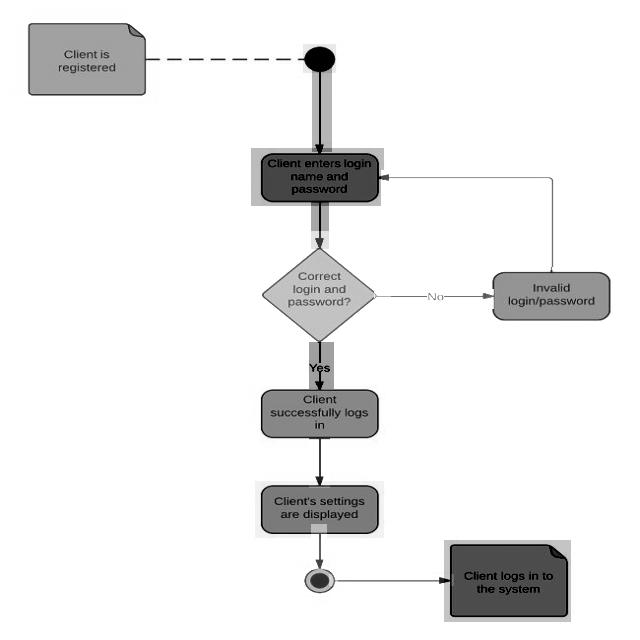 Client is
registered
Client enters login
name and
password
Correct
login and
password?
No
Invalid
login/password
Yes
Client
successfully logs
in
Client's settings
are displayed
Client logs in to
the system